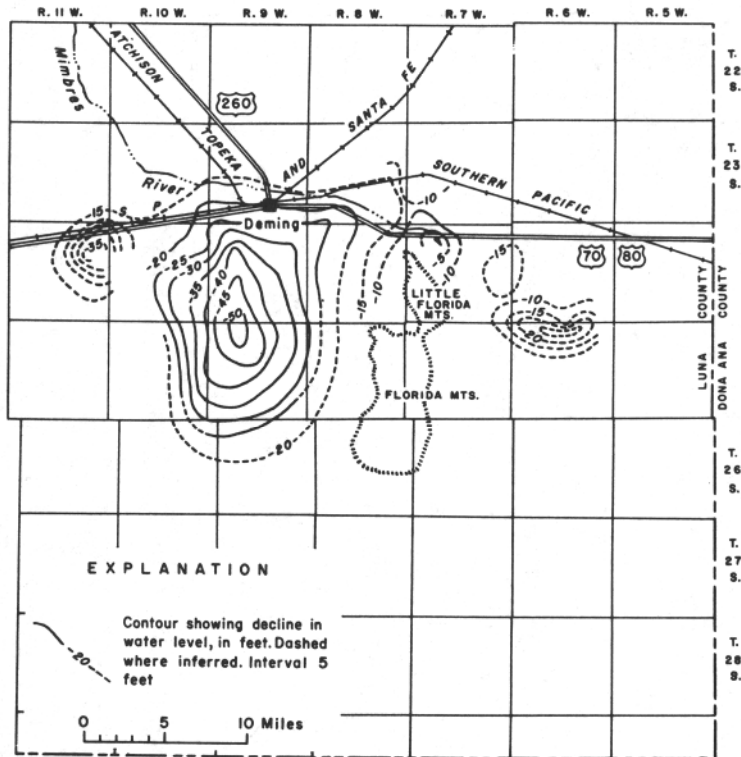 R. 11 W. R. 10 W. R. 9 W. R. 8 W. R. 7 W. R. 6 W. R. 5 W.
T.
22
S.
T.
23
S.
Mimbres
River
ATCHISON
TOPEKA
AND
SANTA FE
260
SOUTHERN PACIFIC
S. P.
Deming
70 80
-15
-35
-20
-25
-30
-35
-40
-45
-50
-20
-15
-10
-10
-5
-10
-15
-10
-15
-20
-20
LITTLE
FLORIDA
MTS.
FLORIDA MTS.
LUNA COUNTY
DONA ANA COUNTY
T.
26
S.
T.
27
S.
T.
28
S.
EXPLANATION
-20
Contour showing decline in
water level, in feet. Dashed
where inferred. Interval 5
feet
0 5 10 Miles